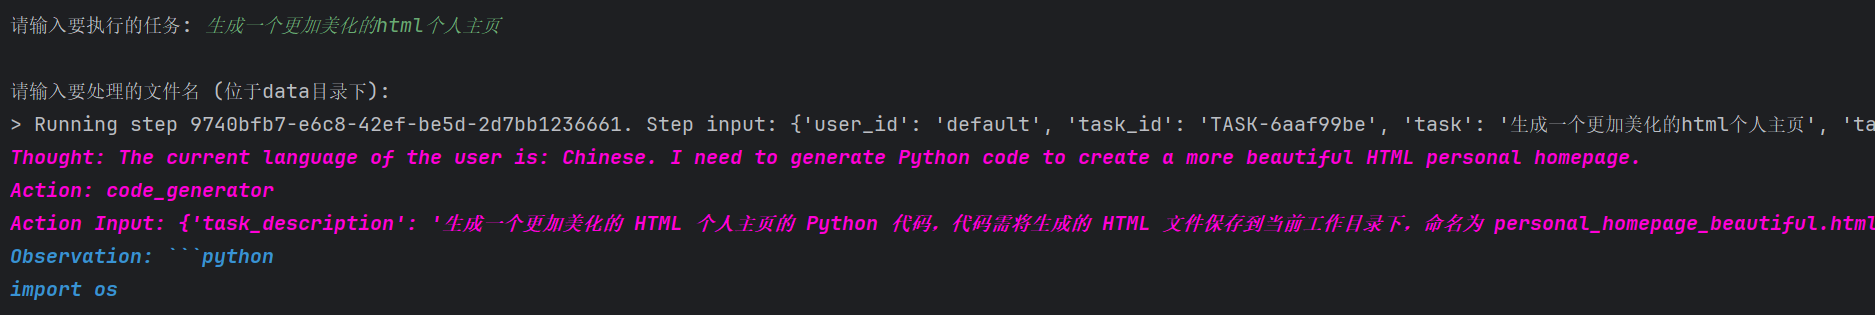 请输入要执行的任务: 生成一个更加美化的html个人主页
请输入要处理的文件名 (位于data目录下):
> Running step 9740bfb7-e6c8-42ef-be5d-2d7bb1236661. Step input: {'user_id': 'default', 'task_id': 'TASK-6aaf99be', 'task': '生成一个更加美化的html个人主页', 'ta
Thought: The current language of the user is: Chinese. I need to generate Python code to create a more beautiful HTML personal homepage.
Action: code_generator
Action Input: {'task_description': '生成一个更加美化的 HTML 个人主页的 Python 代码，代码需将生成的 HTML 文件保存到当前工作目录下，命名为 personal_homepage_beautiful.html
Observation: ```python
import os